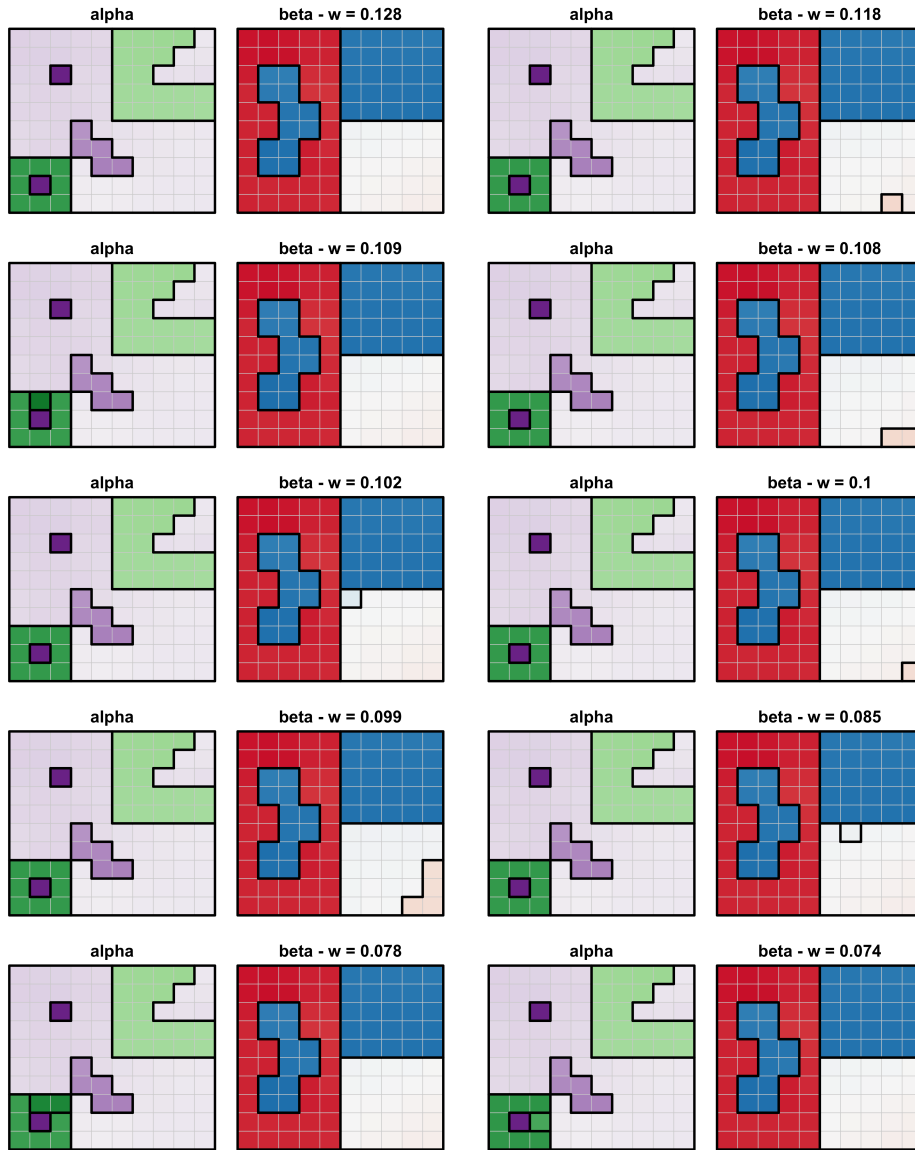 alpha
beta - w = 0.128
alpha
beta - w = 0.118
alpha
beta - w = 0.109
alpha
beta - w = 0.108
alpha
beta - w = 0.102
alpha
beta - w = 0.1
alpha
beta - w = 0.099
alpha
beta - w = 0.085
alpha
beta - w = 0.078
alpha
beta - w = 0.074